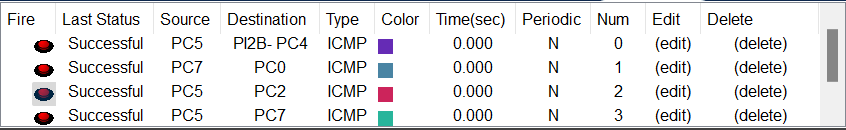 Fire Last Status Source Destination Type Color Time(sec) Periodic Num Edit Delete
Successful PC5 PI2B- PC4 ICMP 0.000 N 0 (edit) (delete)
Successful PC7 PC0 ICMP 0.000 N 1 (edit) (delete)
Successful PC5 PC2 ICMP 0.000 N 2 (edit) (delete)
Successful PC5 PC7 ICMP 0.000 N 3 (edit) (delete)